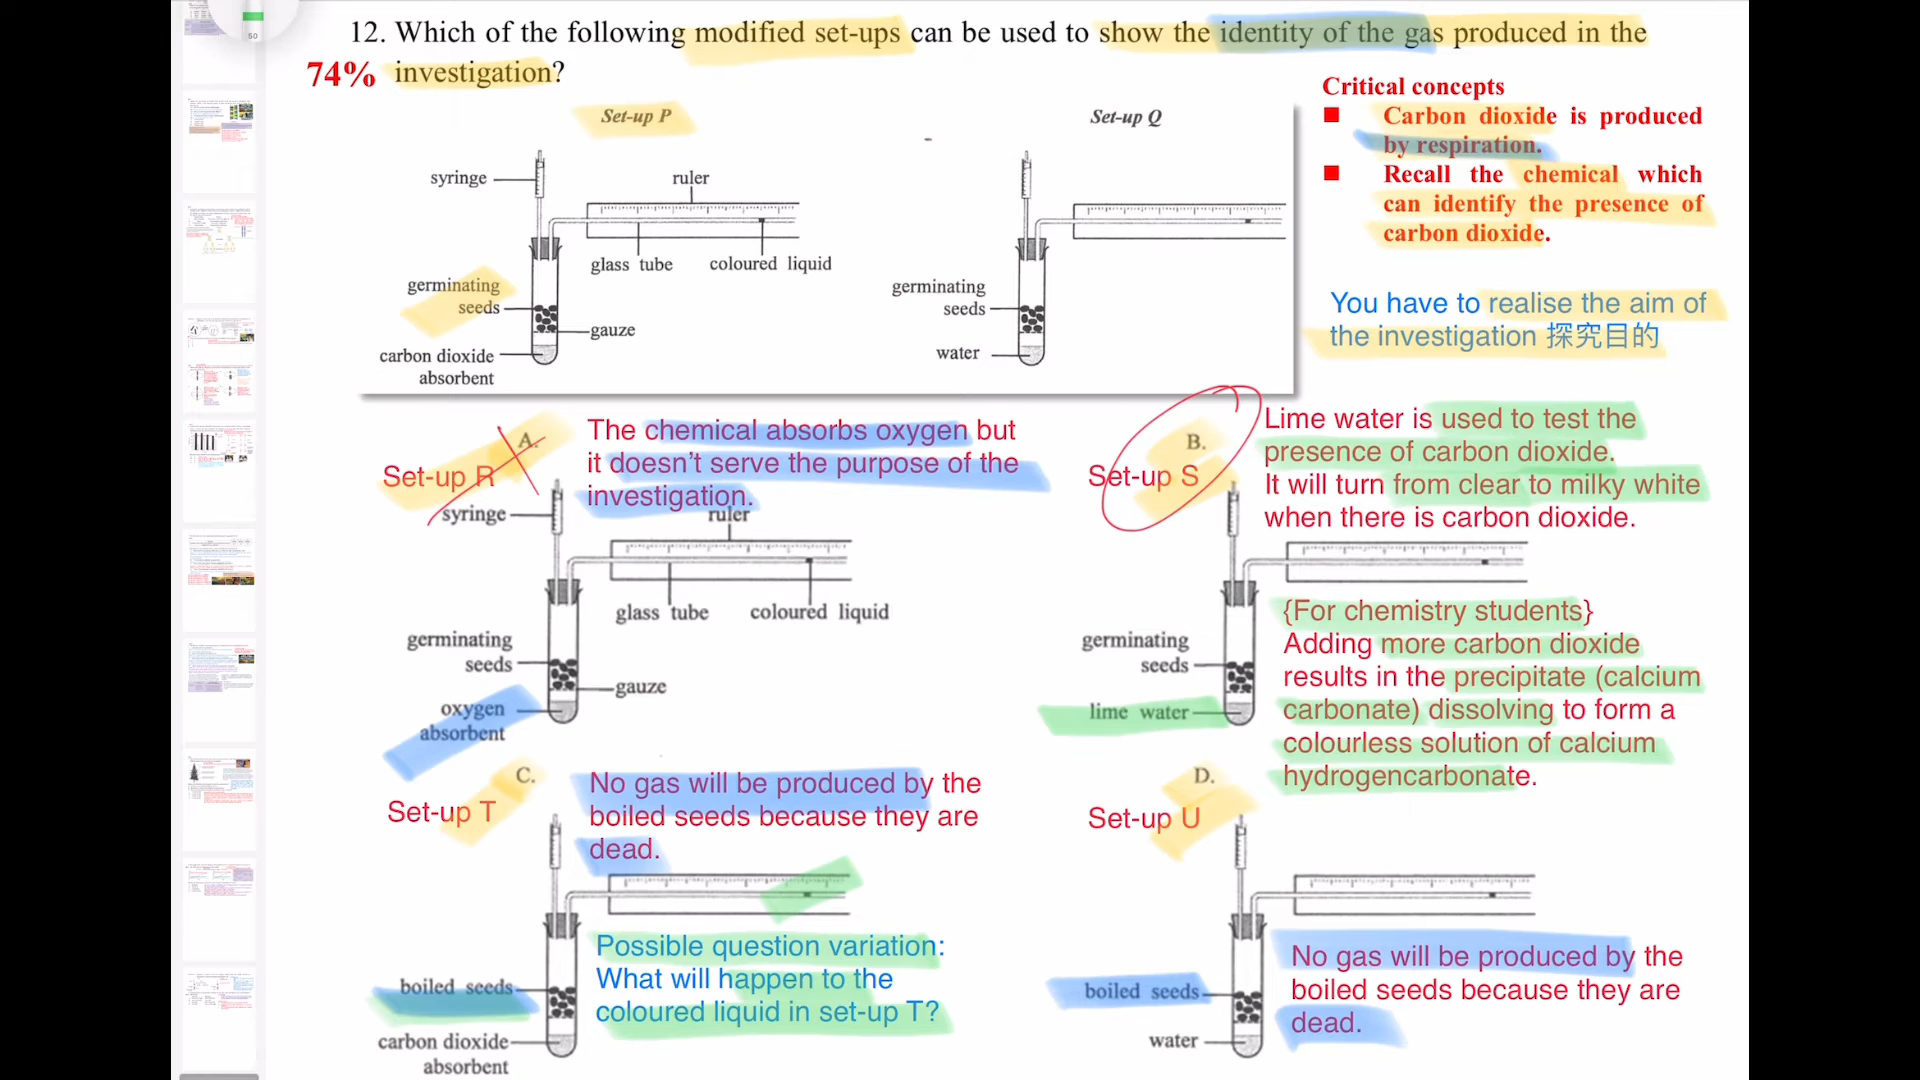 50
12. Which of the following modified set-ups can be used to show the identity of the gas produced in the
74% investigation?
Set-up P
Set-up Q
syringe
ruler
glass tube
coloured liquid
germinating
seeds
gauze
carbon dioxide
absorbent
germinating
seeds
water
Critical concepts
Carbon dioxide is produced
by respiration.
Recall the chemical which
can identify the presence of
carbon dioxide.
You have to realise the aim of
the investigation 探究目的
A.
Set-up R
The chemical absorbs oxygen but
it doesn’t serve the purpose of the
investigation.
syringe
ruler
glass tube
coloured liquid
germinating
seeds
gauze
oxygen
absorbent
B.
Set-up S
Lime water is used to test the
presence of carbon dioxide.
It will turn from clear to milky white
when there is carbon dioxide.
germinating
seeds
lime water
{For chemistry students}
Adding more carbon dioxide
results in the precipitate (calcium
carbonate) dissolving to form a
colourless solution of calcium
hydrogencarbonate.
C.
Set-up T
No gas will be produced by the
boiled seeds because they are
dead.
boiled seeds
carbon dioxide
absorbent
Possible question variation:
What will happen to the
coloured liquid in set-up T?
D.
Set-up U
boiled seeds
water
No gas will be produced by the
boiled seeds because they are
dead.